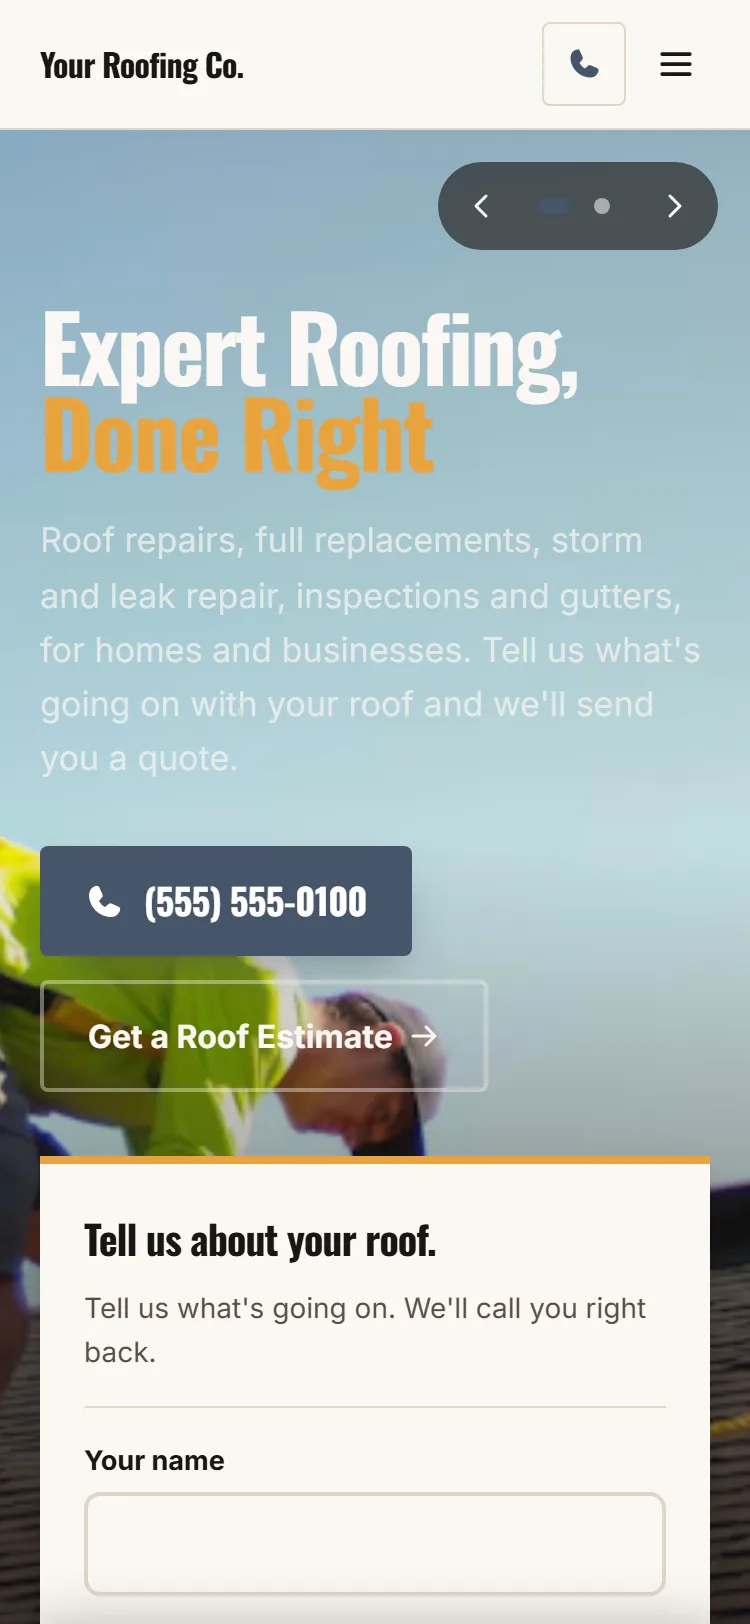 Your Roofing Co.
Expert Roofing,
Done Right
Roof repairs, full replacements, storm
and leak repair, inspections and gutters,
for homes and businesses. Tell us what's
going on with your roof and we'll send
you a quote.
(555) 555-0100
Get a Roof Estimate →
Tell us about your roof.
Tell us what's going on. We'll call you right
back.
Your name